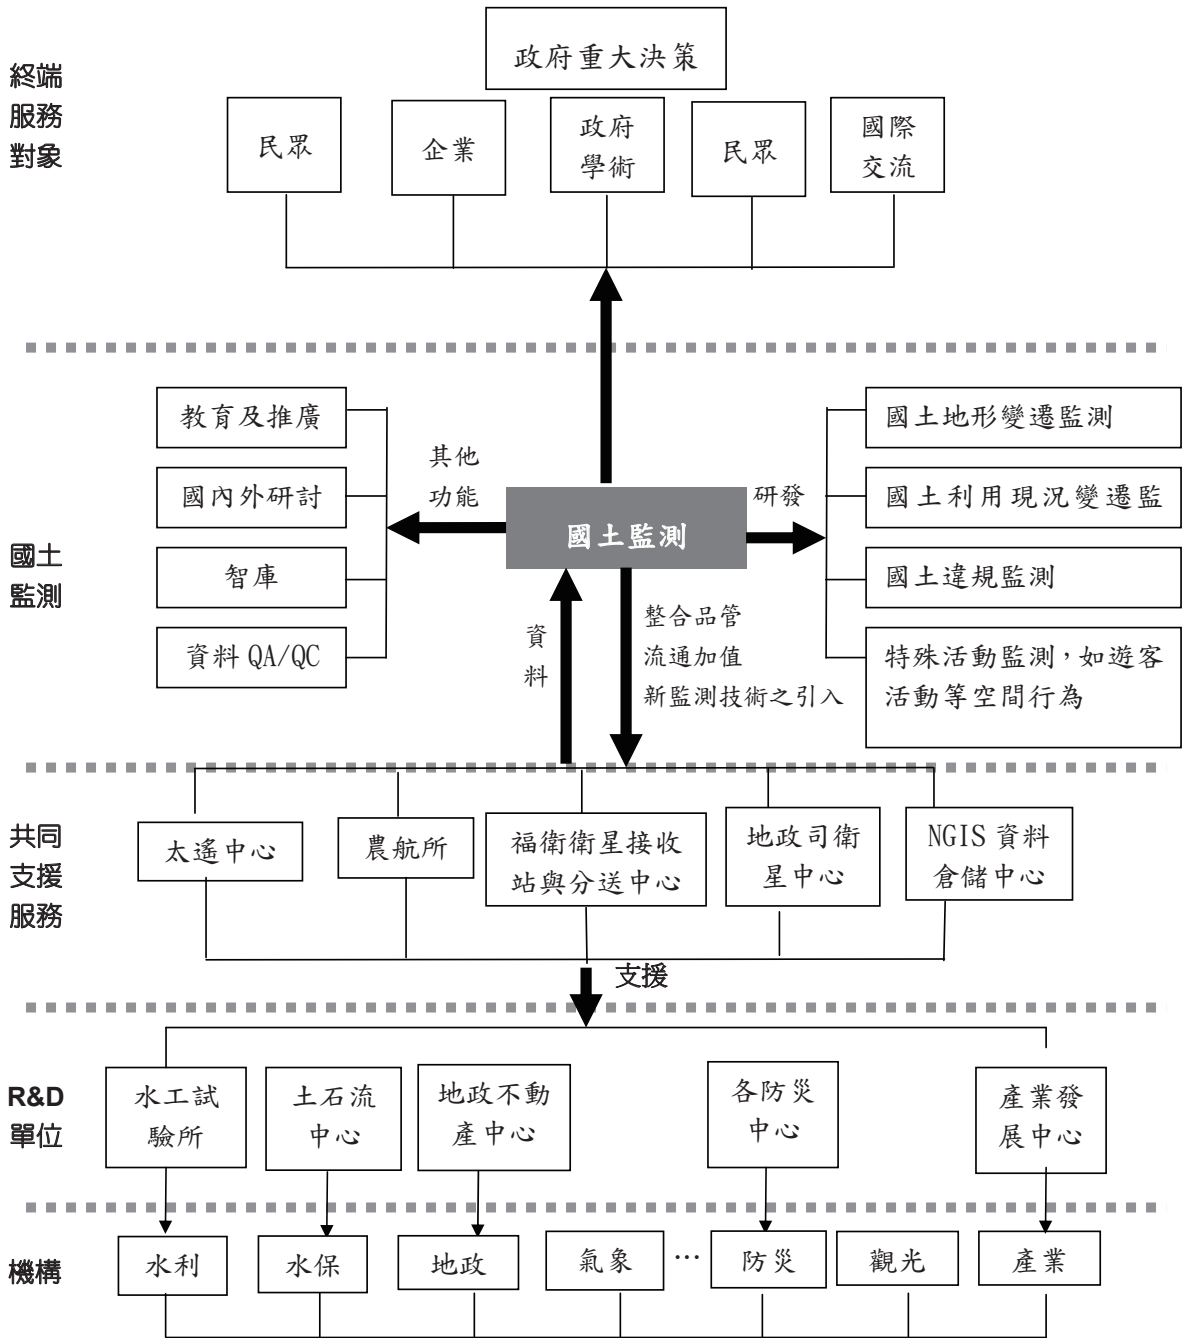 終端
服務
對象
政府重大決策
民眾
企業
政府
學術
民眾
國際
交流
國土
監測
教育及推廣
國內外研討
智庫
資料 QA/QC
其他
功能
國土監測
研發
國土地形變遷監測
國土利用現況變遷監
國土違規監測
特殊活動監測，如遊客
活動等空間行為
資
料
整合品管
流通加值
新監測技術之引入
共同
支援
服務
太遙中心
農航所
福衛衛星接收
站與分送中心
地政司衛
星中心
NGIS 資料
倉儲中心
支援
R&D
單位
水工試
驗所
土石流
中心
地政不動
產中心
各防災
中心
產業發
展中心
機構
水利
水保
地政
氣象
…
防災
觀光
產業